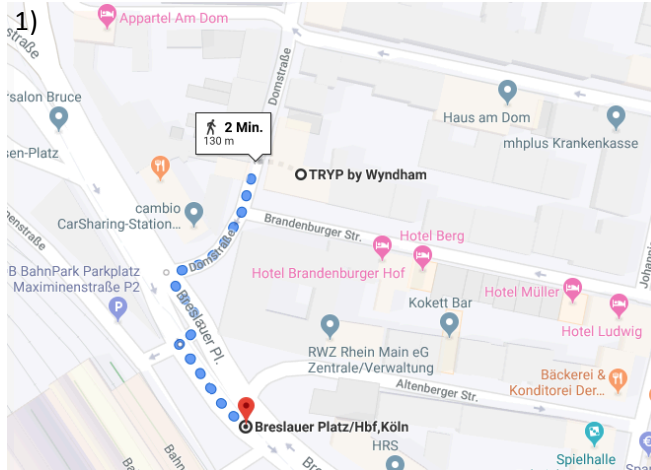 1)
Appartel Am Dom
straße
Domstraße
ersalon Bruce
Haus am Dom
2 Min.
130 m
mhplus Krankenkasse
sen-Platz
TRYP by Wyndham
cambio
CarSharing-Station...
Brandenburger Str.
Hotel Berg
Domstraße
B BahnPark Parkplatz
Maximinenstraße P2
Hotel Brandenburger Hof
Hotel Müller
Breslauer Pl.
Kokett Bar
Hotel Ludwig
RWZ Rhein Main eG
Zentrale/Verwaltung
Bäckerei &
Konditorei Der...
Altenberger Str.
Breslauer Platz/Hbf,Köln
HRS
Spielhalle
Bahn